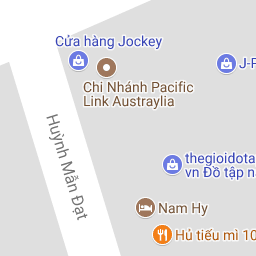 Cửa hàng Jockey
J-P
Chi Nhánh Pacific
Link Austraylia
Huỳnh Mẫn Đạt
thegioidota
vn Đồ tập n
Nam Hy
Hủ tiếu mì 10